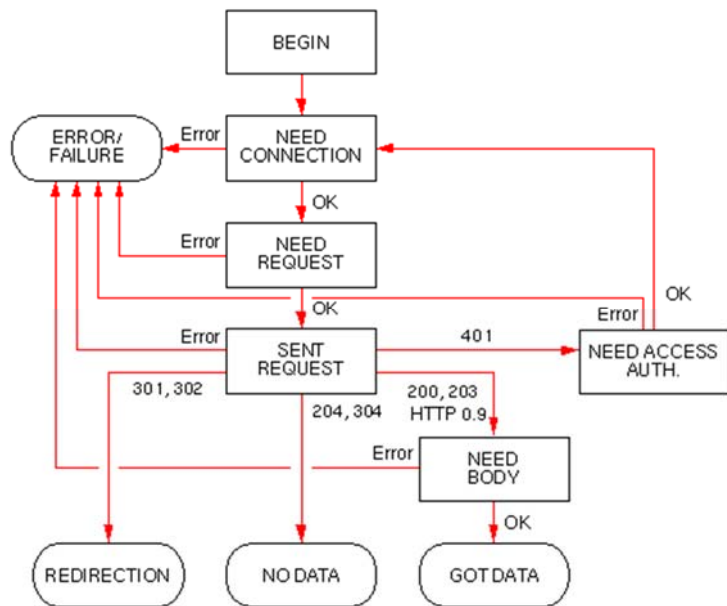 BEGIN
ERROR/
FAILURE
Error
NEED
CONNECTION
OK
Error
NEED
REQUEST
OK
Error
OK
Error
SENT
REQUEST
401
NEED ACCESS
AUTH.
301, 302
204, 304
200, 203
HTTP 0.9
Error
NEED
BODY
OK
REDIRECTION
NO DATA
GOT DATA